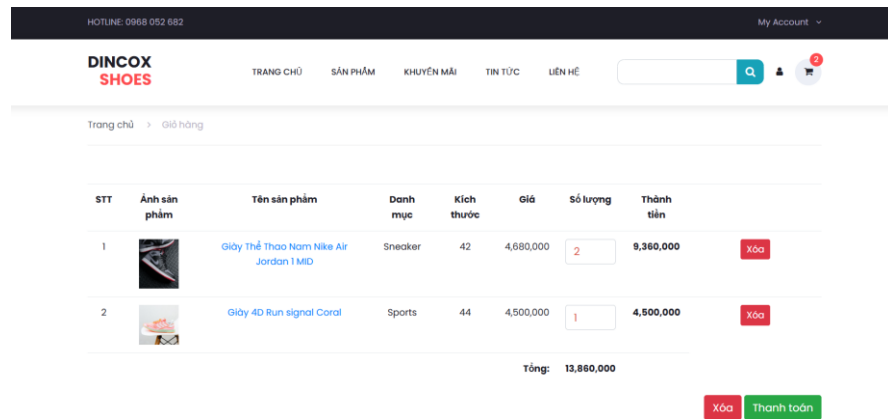 HOTLINE: 0968 052 682
My Account
DINCOX
SHOES
TRANG CHỦ
SẢN PHẨM
KHUYẾN MÃI
TIN TỨC
LIÊN HỆ
2
Trang chủ > Giỏ hàng
STT
Ảnh sản phẩm
Tên sản phẩm
Danh mục
Kích thước
Giá
Số lượng
Thành tiền
1
Giày Thể Thao Nam Nike Air
Jordan 1 MID
Sneaker
42
4,680,000
2
9,360,000
Xóa
2
Giày 4D Run signal Coral
Sports
44
4,500,000
1
4,500,000
Xóa
Tổng: 13,860,000
Xóa
Thanh toán